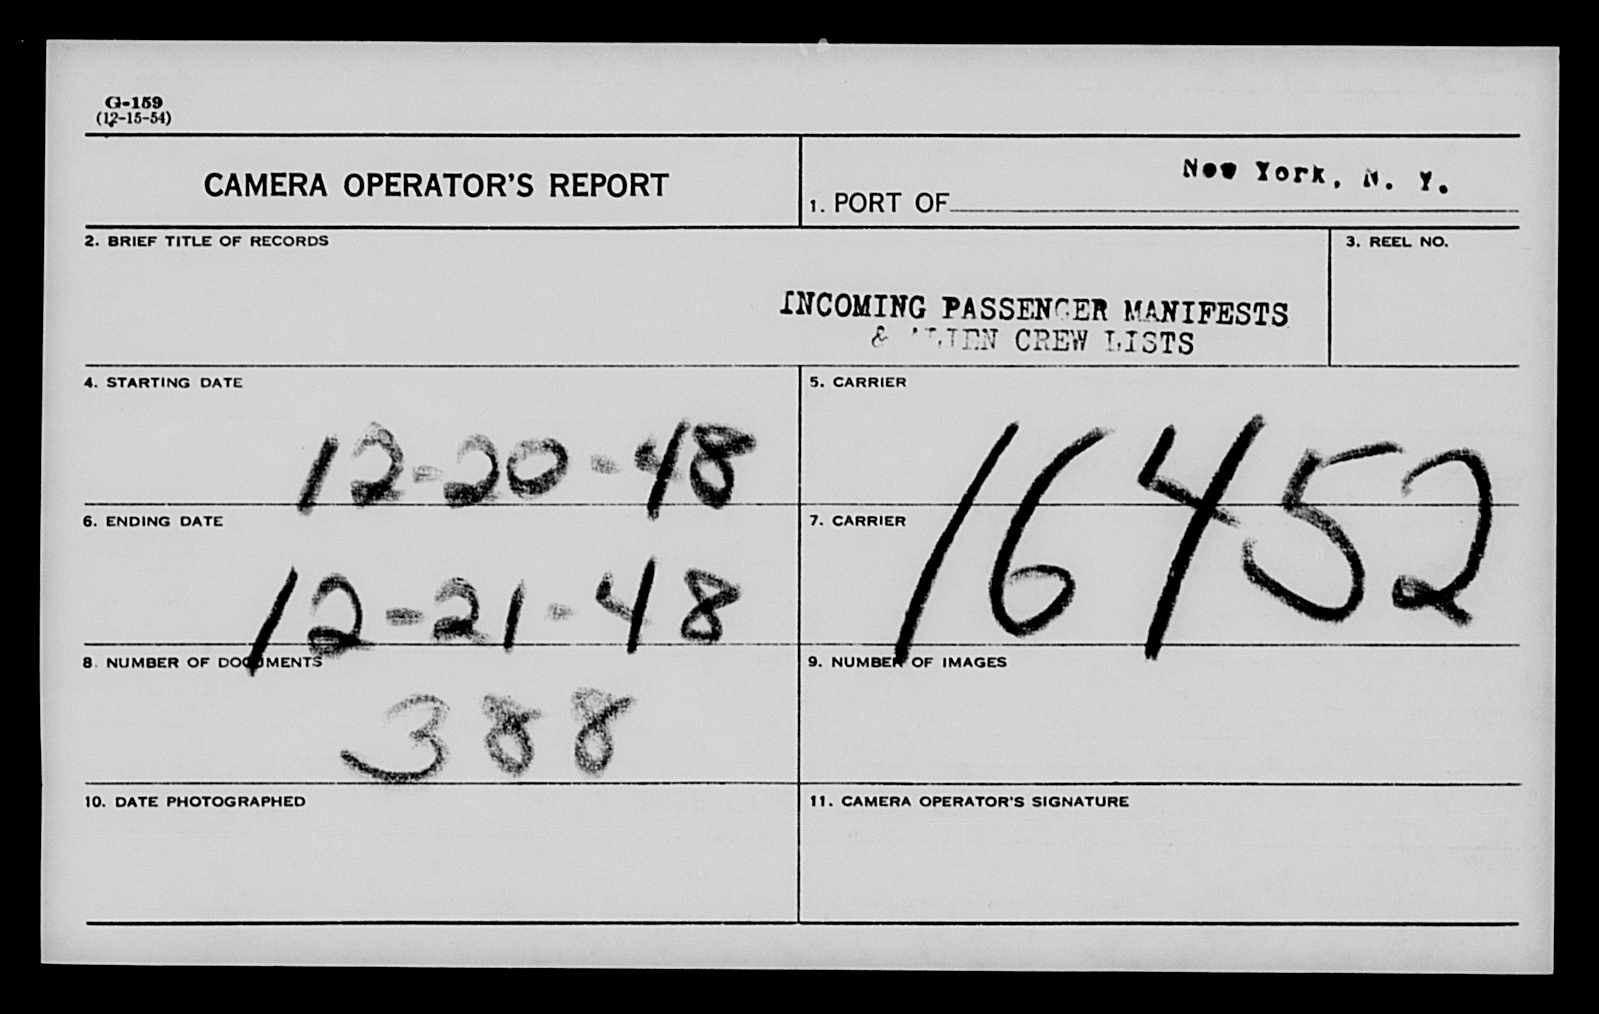 G-159
(12-15-54)
CAMERA OPERATOR'S REPORT
1. PORT OF New York, N. Y.
2. BRIEF TITLE OF RECORDS
INCOMING PASSENGER MANIFESTS
& ALIEN CREW LISTS
3. REEL NO.
4. STARTING DATE
12-20-48
5. CARRIER
16452
6. ENDING DATE
12-21-48
7. CARRIER
8. NUMBER OF DOCUMENTS
388
9. NUMBER OF IMAGES
10. DATE PHOTOGRAPHED
11. CAMERA OPERATOR'S SIGNATURE